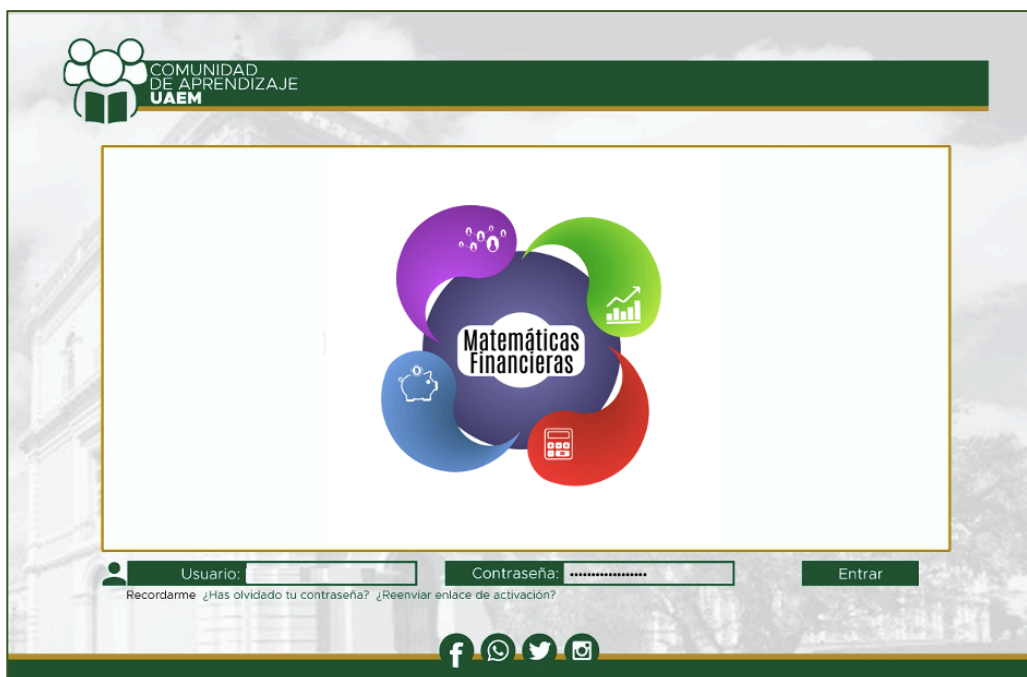 COMUNIDAD
DE APRENDIZAJE
UAEM
Matemáticas
Financieras
Usuario:
Contraseña: ••••••••••••••••••
Entrar
Recordarme ¿Has olvidado tu contraseña? ¿Reenviar enlace de activación?